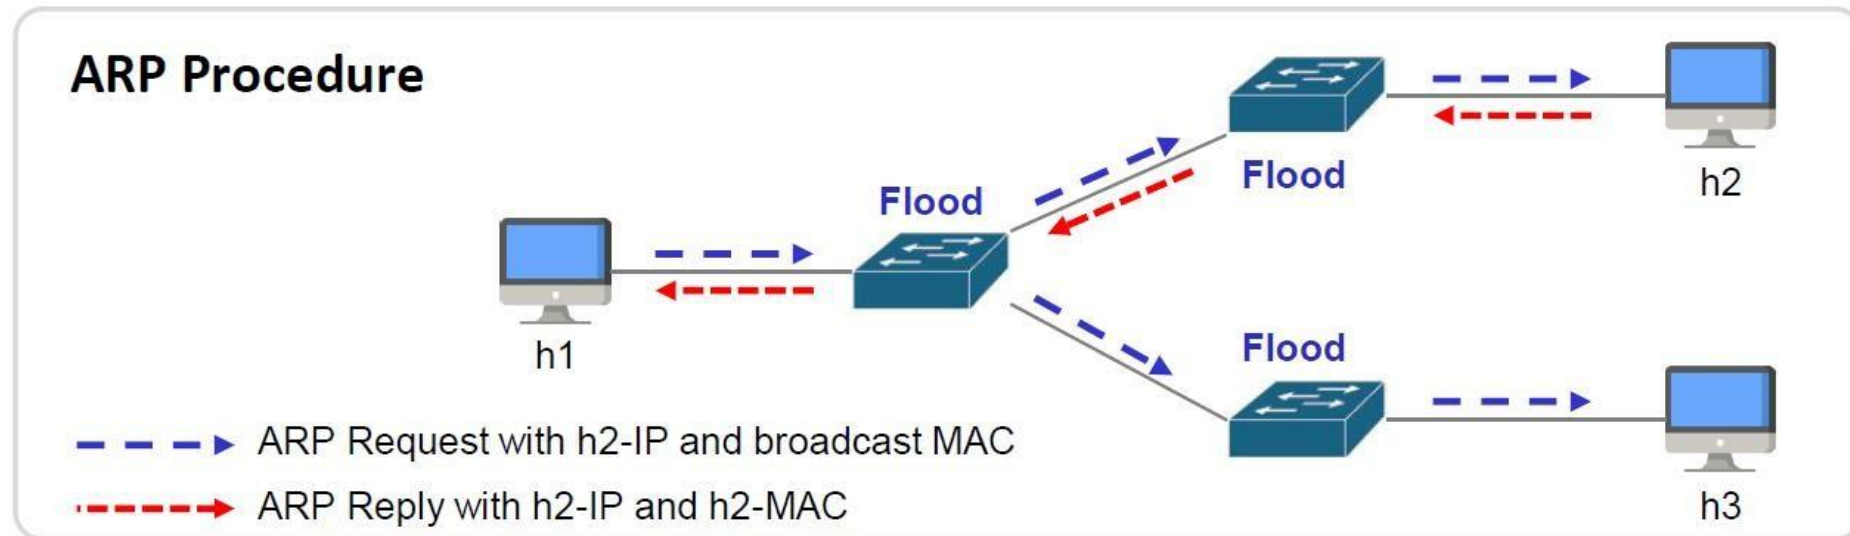 ARP Procedure
Flood
h2
Flood
h1
Flood
ARP Request with h2-IP and broadcast MAC
ARP Reply with h2-IP and h2-MAC
h3